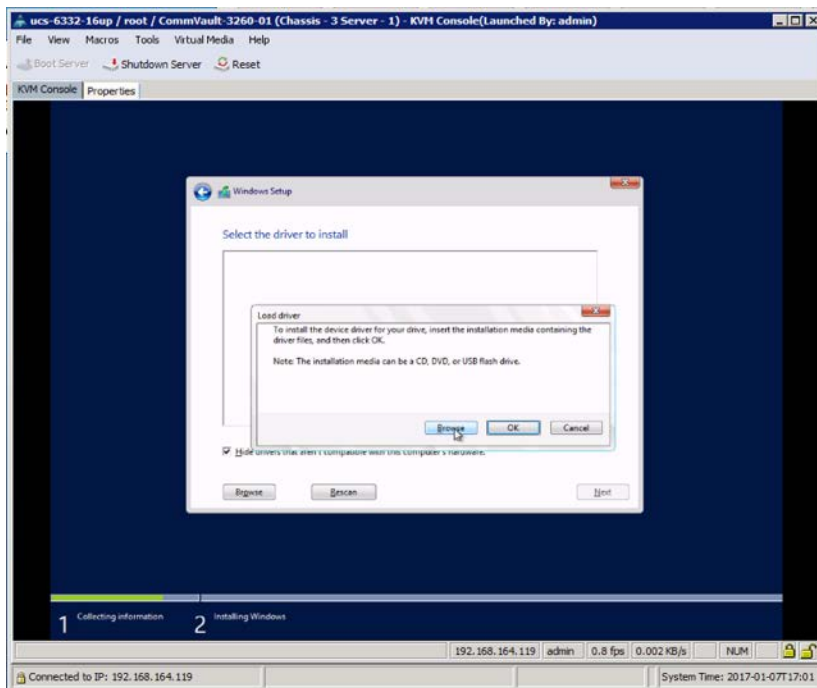 ucs-6332-16up / root / CommVault-3260-01 (Chassis - 3 Server - 1) - KVM Console(Launched By: admin)
File View Macros Tools Virtual Media Help
Boot Server Shutdown Server Reset
KVM Console Properties
Windows Setup
Select the driver to install
Load driver
To install the device driver for your drive, insert the installation media containing the
driver files, and then click OK.
Note: The installation media can be a CD, DVD, or USB flash drive.
Browse OK Cancel
Hide drivers that aren't compatible with this computer's hardware.
Browse Rescan Next
1 Collecting information 2 Installing Windows
192.168.164.119 admin 0.8 fps 0.002 KB/s NUM
Connected to IP: 192.168.164.119 System Time: 2017-01-07T17:01